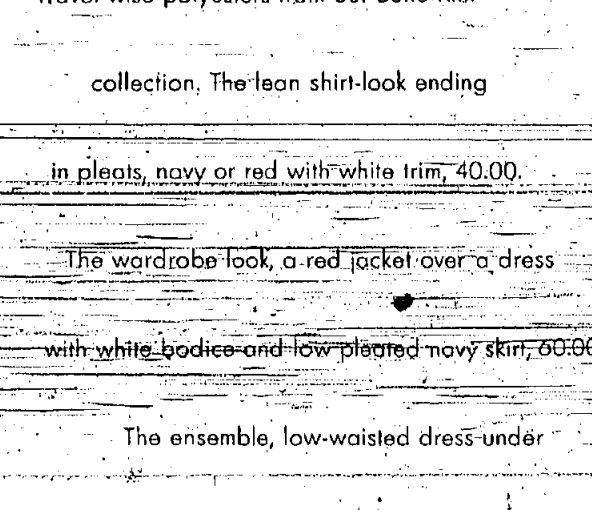 collection. The lean shirt-look ending
in pleats, navy or red with white trim, 40.00.
The wardrobe look, a red jacket over a dress
with white bodice and low pleated navy skirt, 60.00
The ensemble, low-waisted dress under